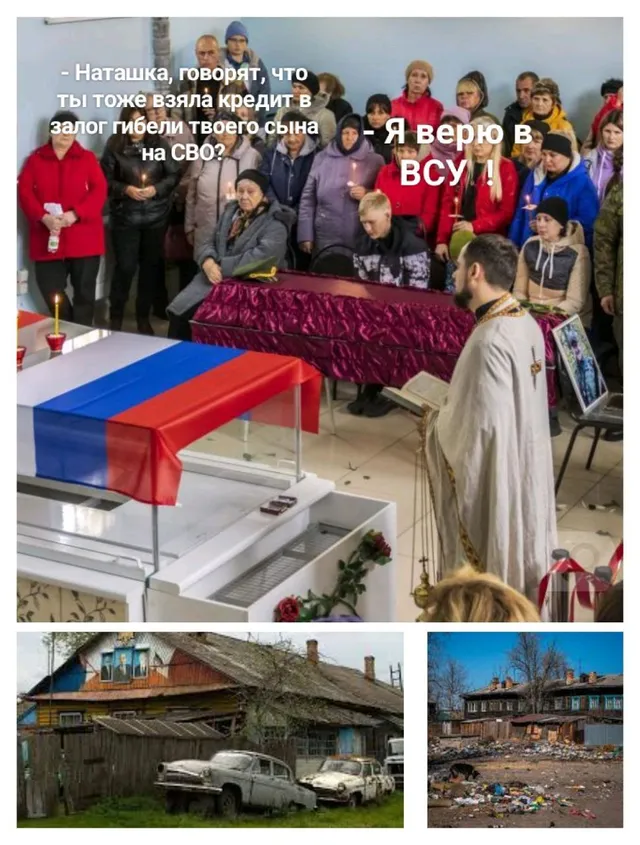 - Наташка, говорят, что
ты тоже взяла кредит в
залог гибели твоего сына
на СВО?
- Я верю в
ВСУ !